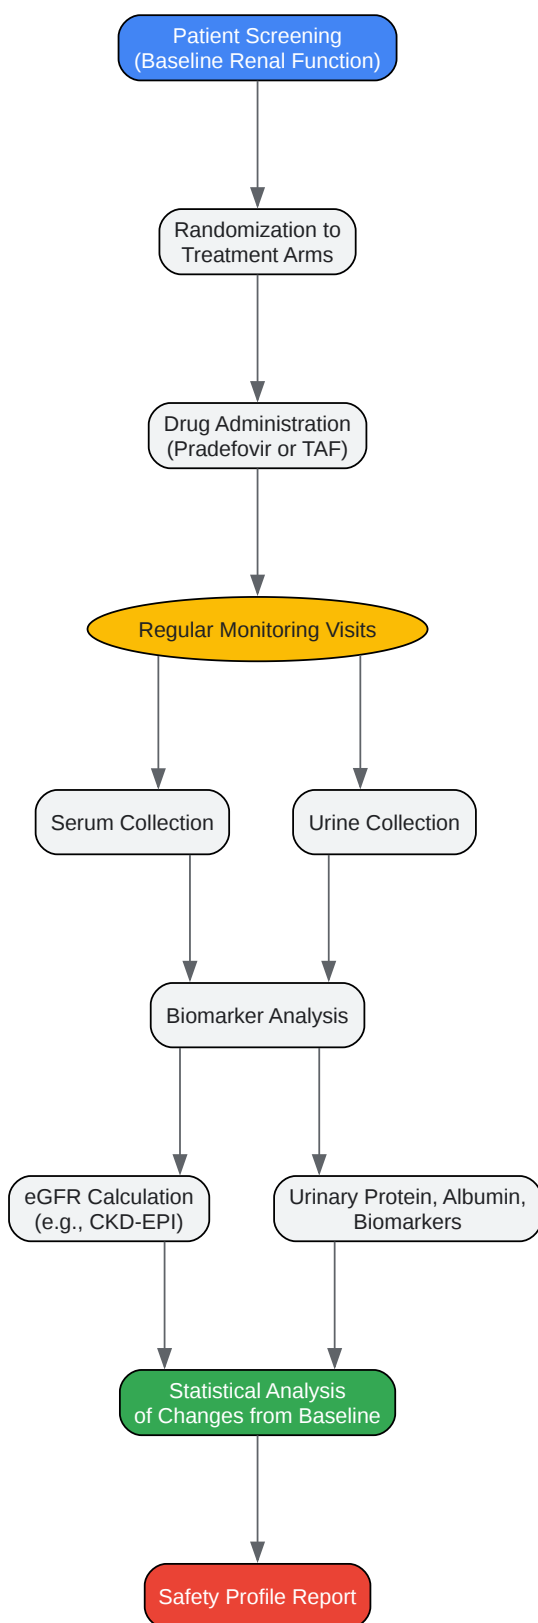 Patient Screening
(Baseline Renal Function)
Randomization to
Treatment Arms
Drug Administration
(Pradefovir or TAF)
Regular Monitoring Visits
Serum Collection
Urine Collection
Biomarker Analysis
eGFR Calculation
(e.g., CKD-EPI)
Urinary Protein, Albumin,
Biomarkers
Statistical Analysis
of Changes from Baseline
Safety Profile Report